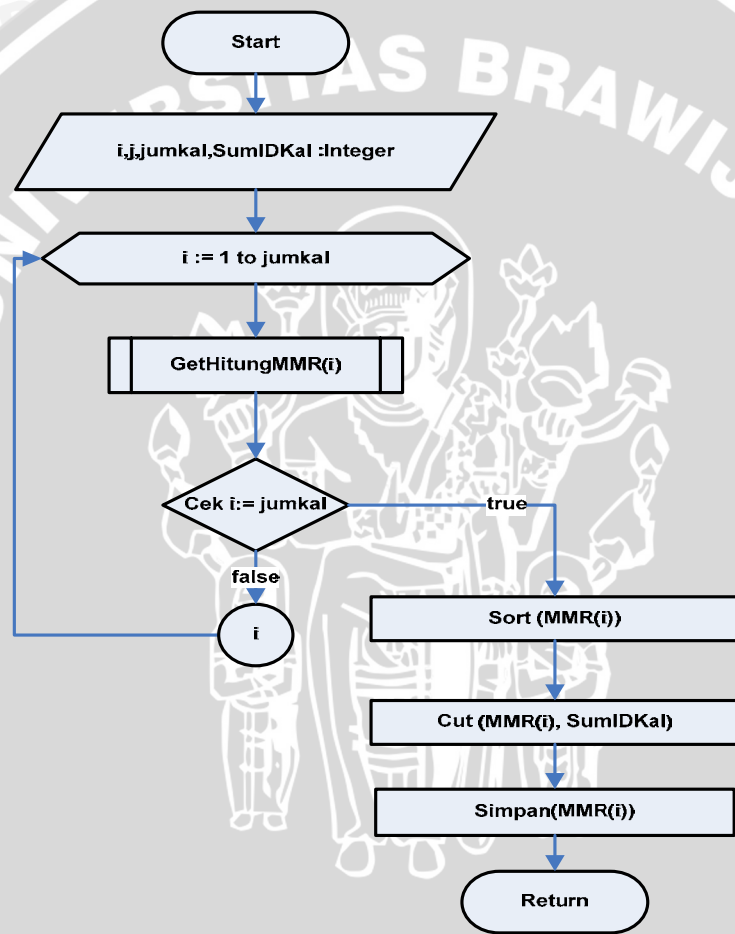 UNIVERSITAS BRAWIJ
Start
i,j,jumkal,SumIDKal :Integer
i := 1 to jumkal
GetHitungMMR(i)
Cek i:= jumkal
true
false
i
Sort (MMR(i))
Cut (MMR(i), SumIDKal)
Simpan(MMR(i))
Return